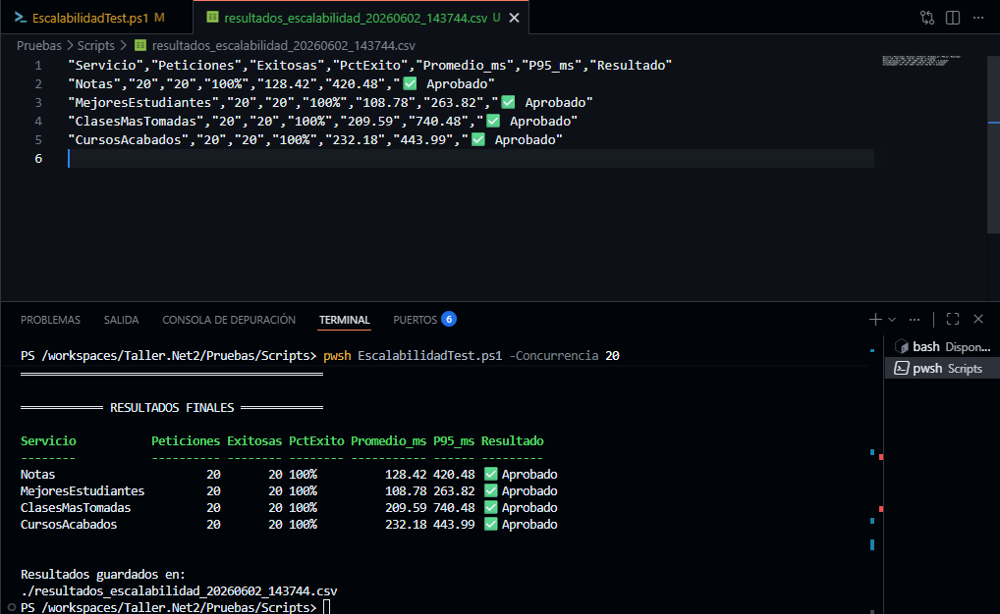 EscalabilidadTest.ps1 M
resultados_escalabilidad_20260602_143744.csv U
Pruebas > Scripts > resultados_escalabilidad_20260602_143744.csv
1 "Servicio","Peticiones","Exitosas","PctExito","Promedio_ms","P95_ms","Resultado"
2 "Notas","20","20","100%","128.42","420.48","✅ Aprobado"
3 "MejoresEstudiantes","20","20","100%","108.78","263.82","✅ Aprobado"
4 "ClasesMasTomadas","20","20","100%","209.59","740.48","✅ Aprobado"
5 "CursosAcabados","20","20","100%","232.18","443.99","✅ Aprobado"
6
PROBLEMAS SALIDA CONSOLA DE DEPURACIÓN TERMINAL PUERTOS 6
PS /workspaces/Taller.Net2/Pruebas/Scripts> pwsh EscalabilidadTest.ps1 -Concurrencia 20
════════════ RESULTADOS FINALES ════════════
Servicio Peticiones Exitosas PctExito Promedio_ms P95_ms Resultado
-------- ---------- -------- -------- ----------- ------ ---------
Notas 20 20 100% 128.42 420.48 ✅ Aprobado
MejoresEstudiantes 20 20 100% 108.78 263.82 ✅ Aprobado
ClasesMasTomadas 20 20 100% 209.59 740.48 ✅ Aprobado
CursosAcabados 20 20 100% 232.18 443.99 ✅ Aprobado
Resultados guardados en:
./resultados_escalabilidad_20260602_143744.csv
PS /workspaces/Taller.Net2/Pruebas/Scripts>
bash Dispon...
pwsh Scripts